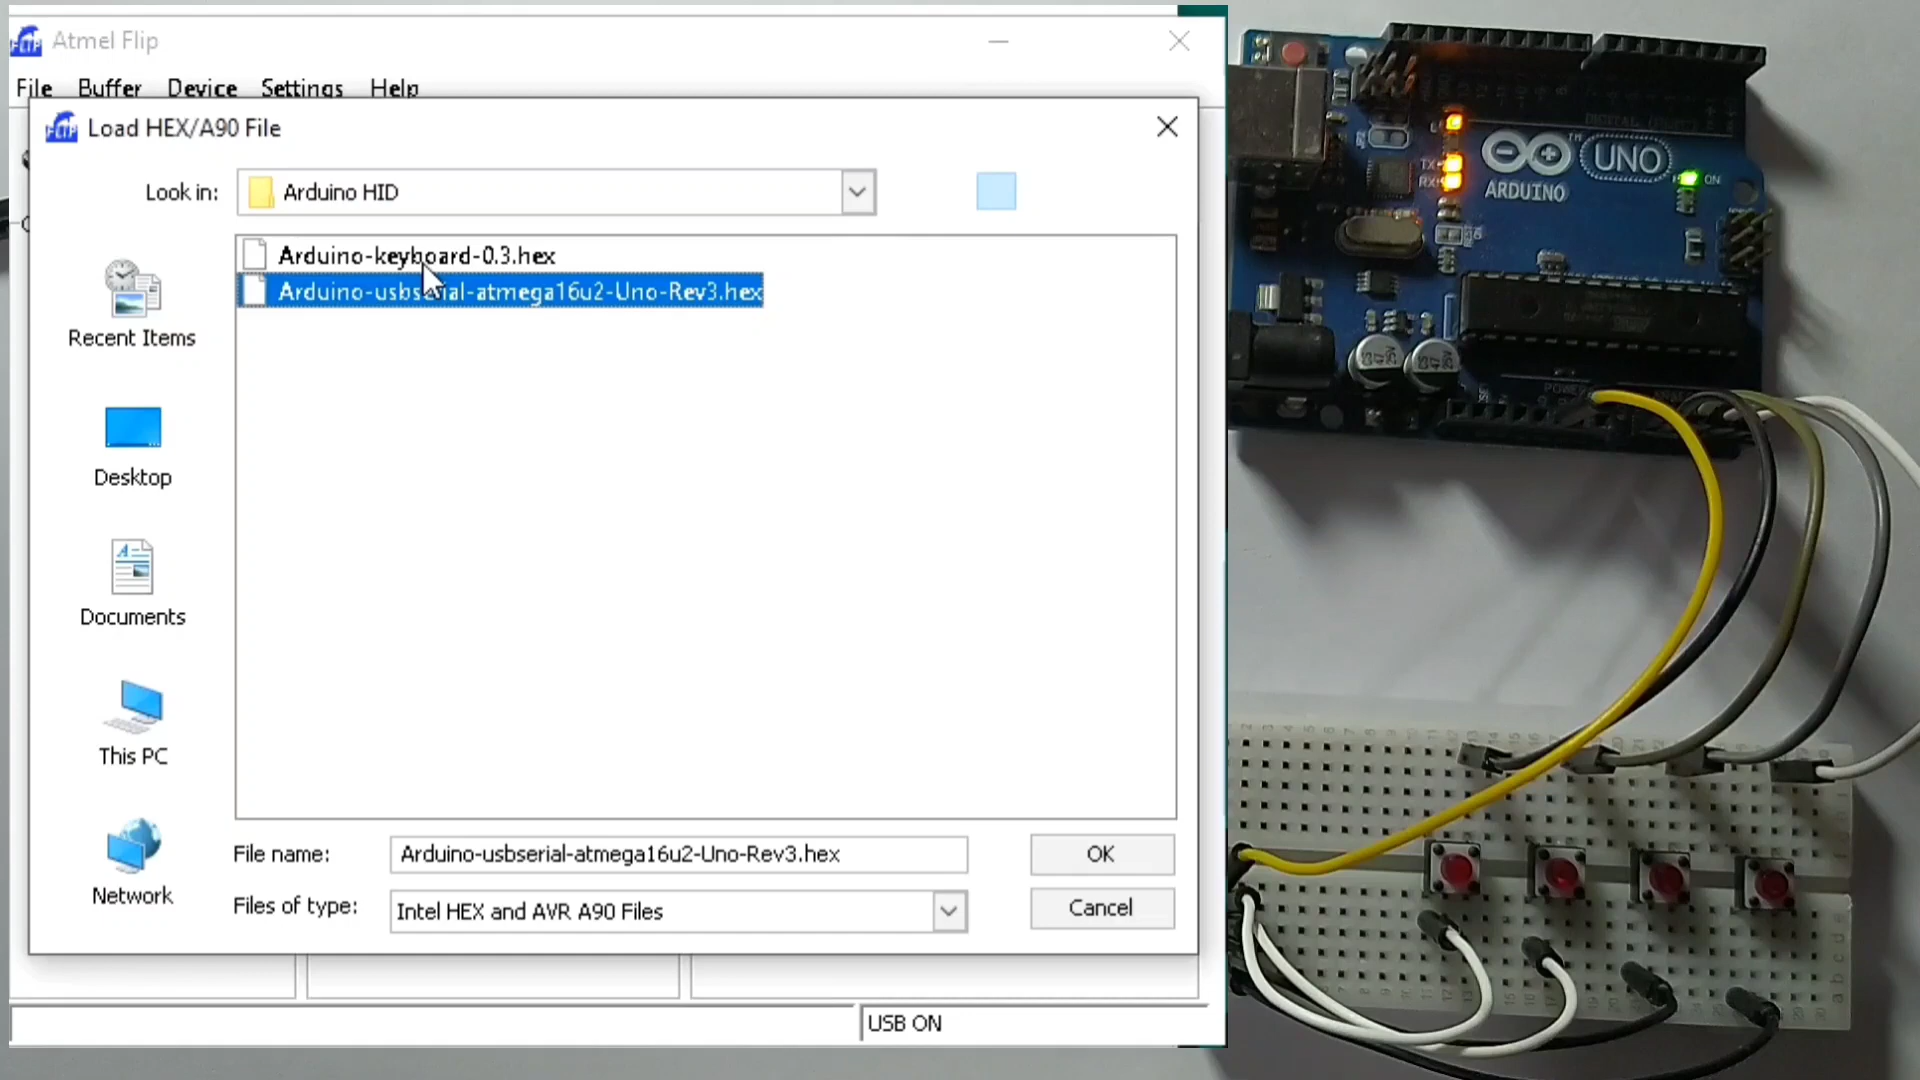 Atmel Flip
File Buffer Device Settings Help
Load HEX/A90 File
Look in: Arduino HID
Arduino-keyboard-0.3.hex
Arduino-usbserial-atmega16u2-Uno-Rev3.hex
Recent Items
Desktop
Documents
This PC
Network
File name: Arduino-usbserial-atmega16u2-Uno-Rev3.hex
OK
Files of type: Intel HEX and AVR A90 Files
Cancel
USB ON
L
TX
RX
UNO
ARDUINO
ON